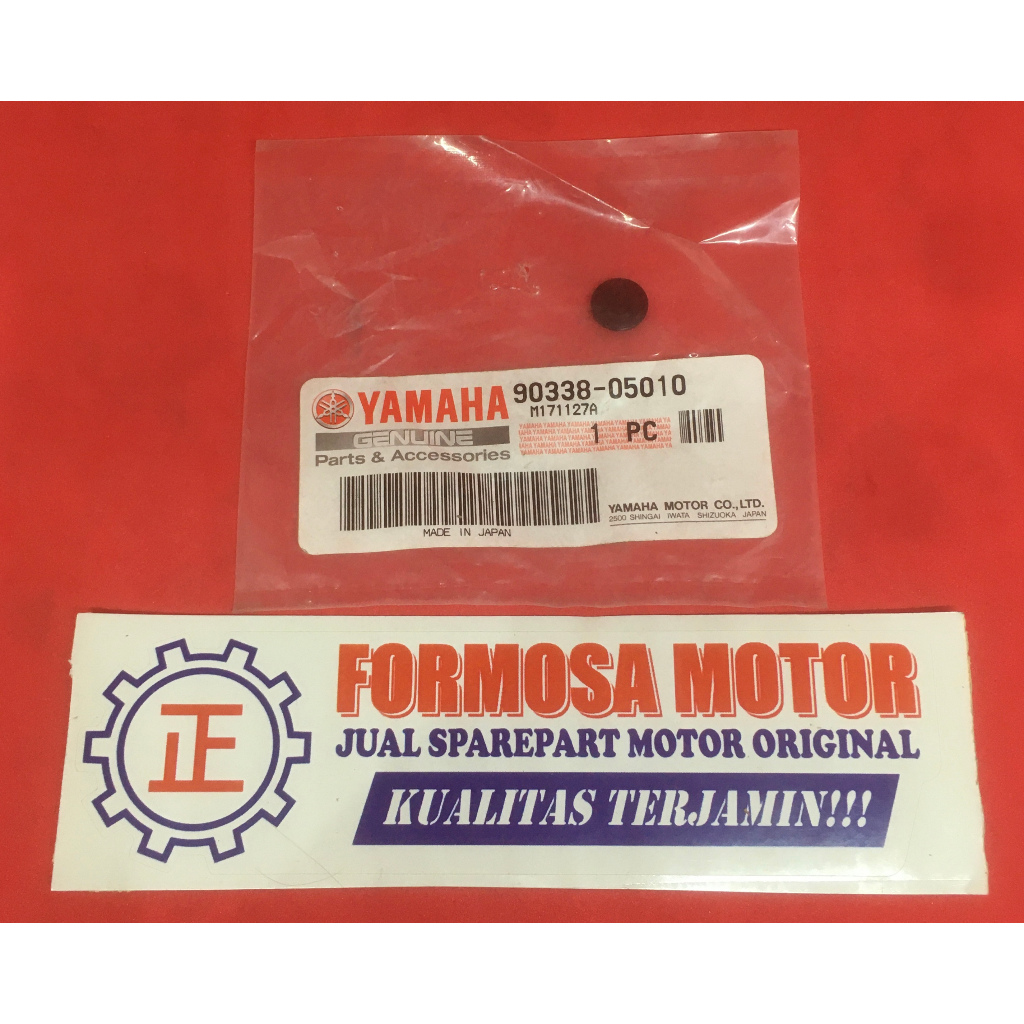 YAMAHA
90338-05010
M171127A
GENUINE
1 PC
Parts & Accessories
YAMAHA MOTOR CO.,LTD.
2500 SHINGAI IWATA SHIZUOKA JAPAN
MADE IN JAPAN
正
FORMOSA MOTOR
JUAL SPAREPART MOTOR ORIGINAL
KUALITAS TERJAMIN!!!